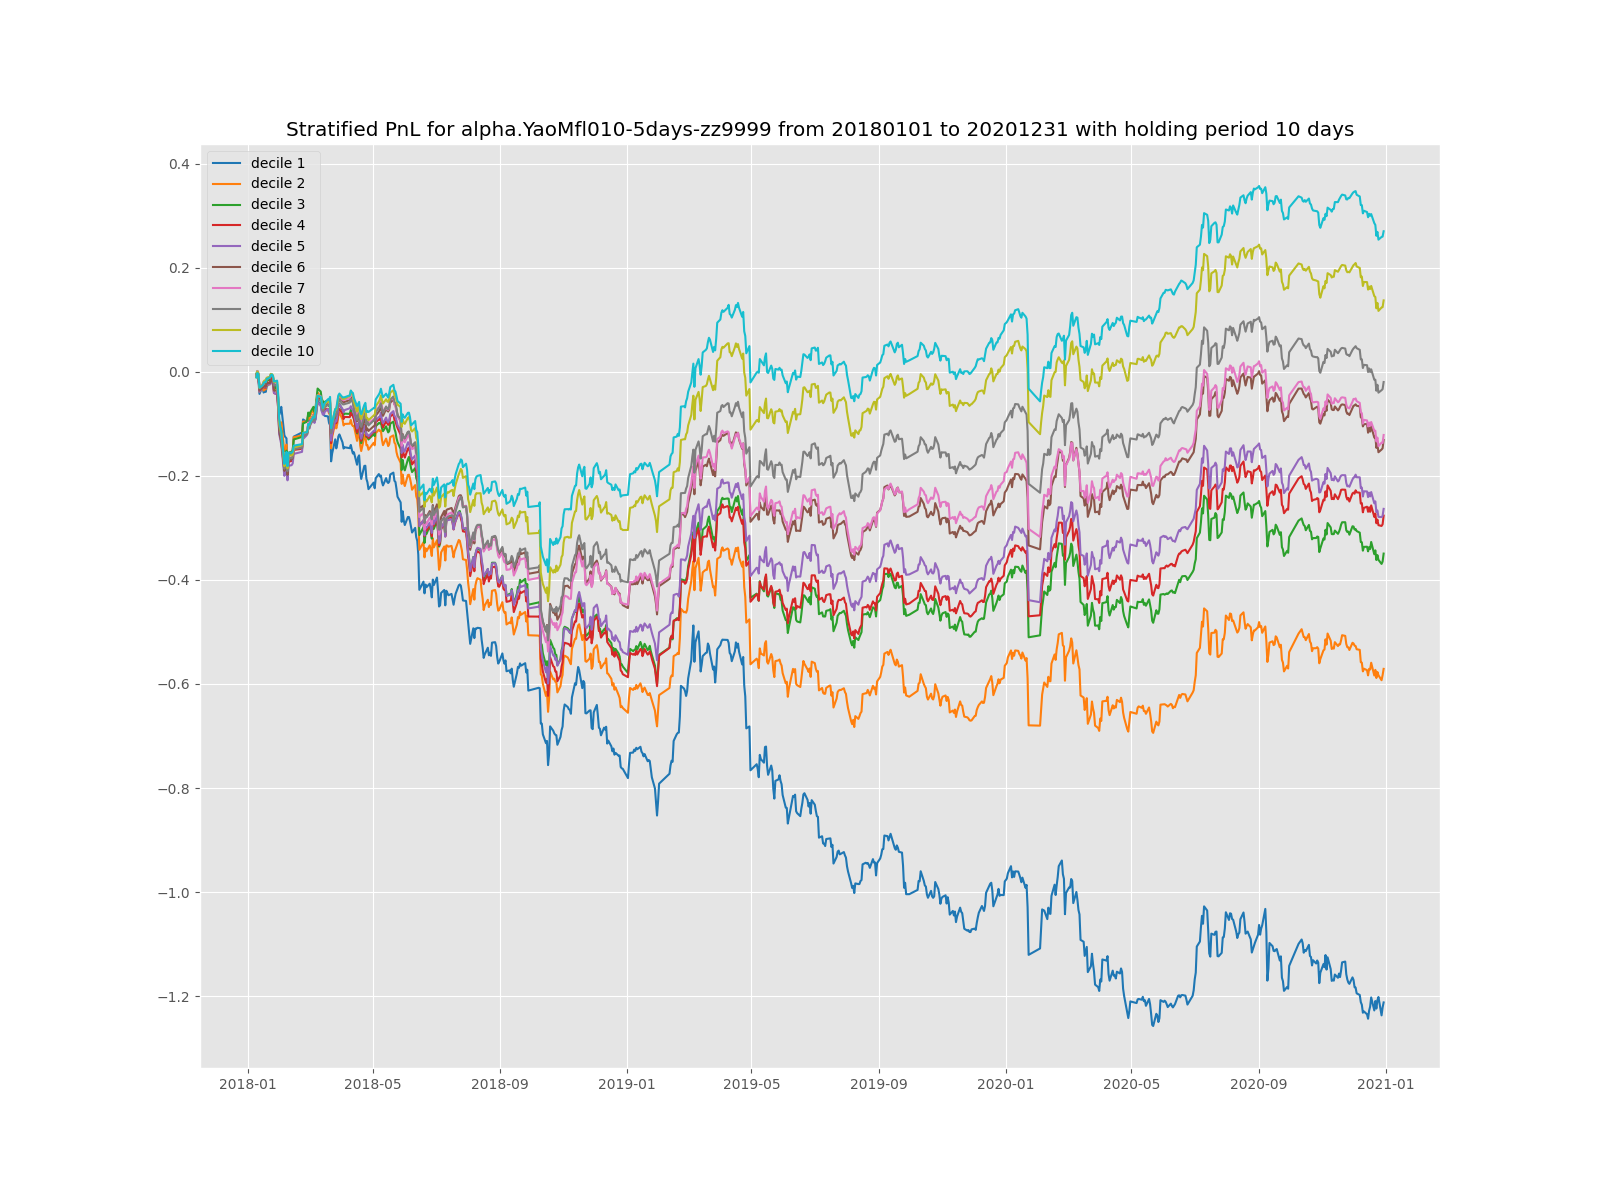 Stratified PnL for alpha.YaoMfl010-5days-zz9999 from 20180101 to 20201231 with holding period 10 days
decile 1
decile 2
decile 3
decile 4
decile 5
decile 6
decile 7
decile 8
decile 9
decile 10
0.4
0.2
0.0
−0.2
−0.4
−0.6
−0.8
−1.0
−1.2
2018-01 2018-05 2018-09 2019-01 2019-05 2019-09 2020-01 2020-05 2020-09 2021-01